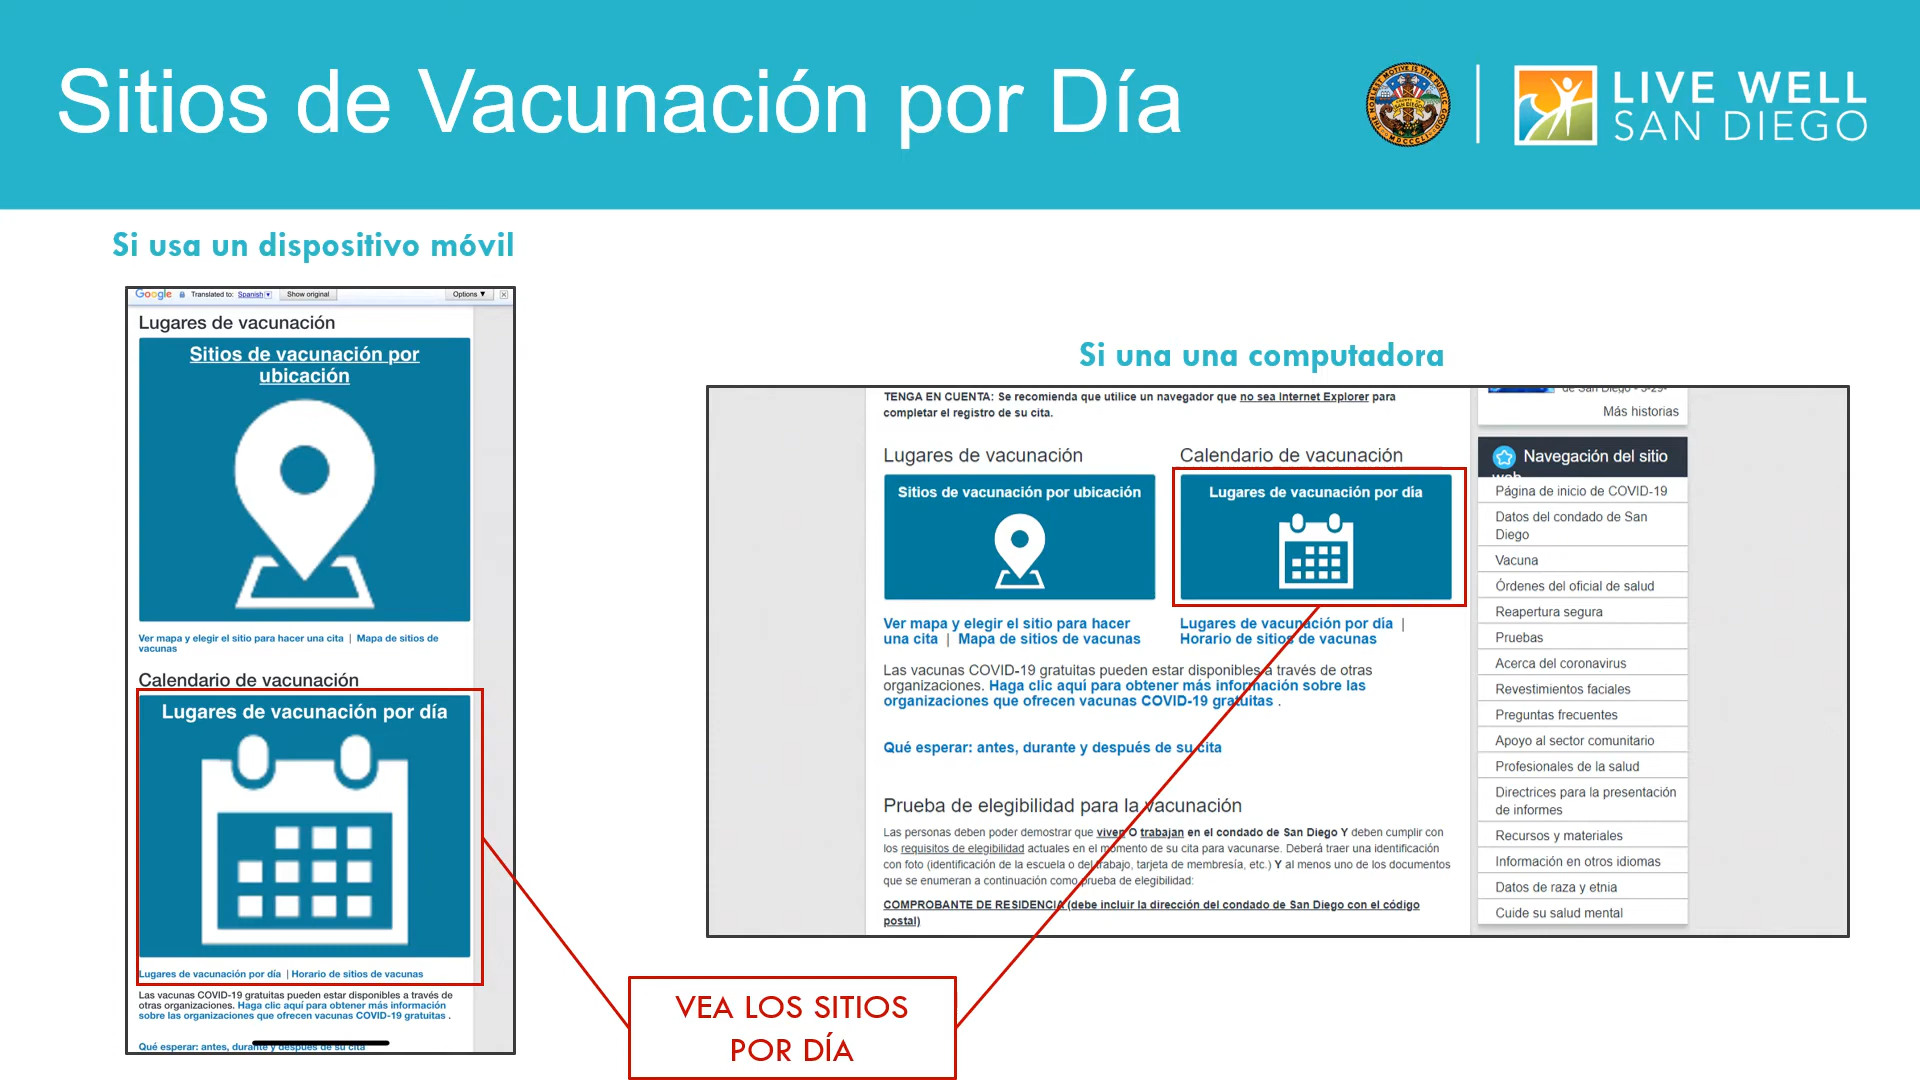 Sitios de Vacunación por Día
LIVE WELL
SAN DIEGO
Si usa un dispositivo móvil
Google Translated to: Spanish Show original Options
Lugares de vacunación
Sitios de vacunación por
ubicación
Ver mapa y elegir el sitio para hacer una cita | Mapa de sitios de
vacunas
Calendario de vacunación
Lugares de vacunación por día
Lugares de vacunación por día | Horario de sitios de vacunas
Las vacunas COVID-19 gratuitas pueden estar disponibles a través de
otras organizaciones. Haga clic aquí para obtener más información
sobre las organizaciones que ofrecen vacunas COVID-19 gratuitas .
Qué esperar: antes, durante y después de su cita
Si una una computadora
TENGA EN CUENTA: Se recomienda que utilice un navegador que no sea Internet Explorer para
completar el registro de su cita.
Lugares de vacunación
Sitios de vacunación por ubicación
Ver mapa y elegir el sitio para hacer
una cita | Mapa de sitios de vacunas
Calendario de vacunación
Lugares de vacunación por día
Lugares de vacunación por día |
Horario de sitios de vacunas
Las vacunas COVID-19 gratuitas pueden estar disponibles a través de otras
organizaciones. Haga clic aquí para obtener más información sobre las
organizaciones que ofrecen vacunas COVID-19 gratuitas .
Qué esperar: antes, durante y después de su cita
Prueba de elegibilidad para la vacunación
Las personas deben poder demostrar que viven O trabajan en el condado de San Diego Y deben cumplir con
los requisitos de elegibilidad actuales en el momento de su cita para vacunarse. Deberá traer una identificación
con foto (identificación de la escuela o del trabajo, tarjeta de membresía, etc.) Y al menos uno de los documentos
que se enumeran a continuación como prueba de elegibilidad:
COMPROBANTE DE RESIDENCIA (debe incluir la dirección del condado de San Diego con el código
postal)
de San Diego - 3-29-
Más historias
Navegación del sitio
web
Página de inicio de COVID-19
Datos del condado de San
Diego
Vacuna
Órdenes del oficial de salud
Reapertura segura
Pruebas
Acerca del coronavirus
Revestimientos faciales
Preguntas frecuentes
Apoyo al sector comunitario
Profesionales de la salud
Directrices para la presentación
de informes
Recursos y materiales
Información en otros idiomas
Datos de raza y etnia
Cuide su salud mental
VEA LOS SITIOS
POR DÍA